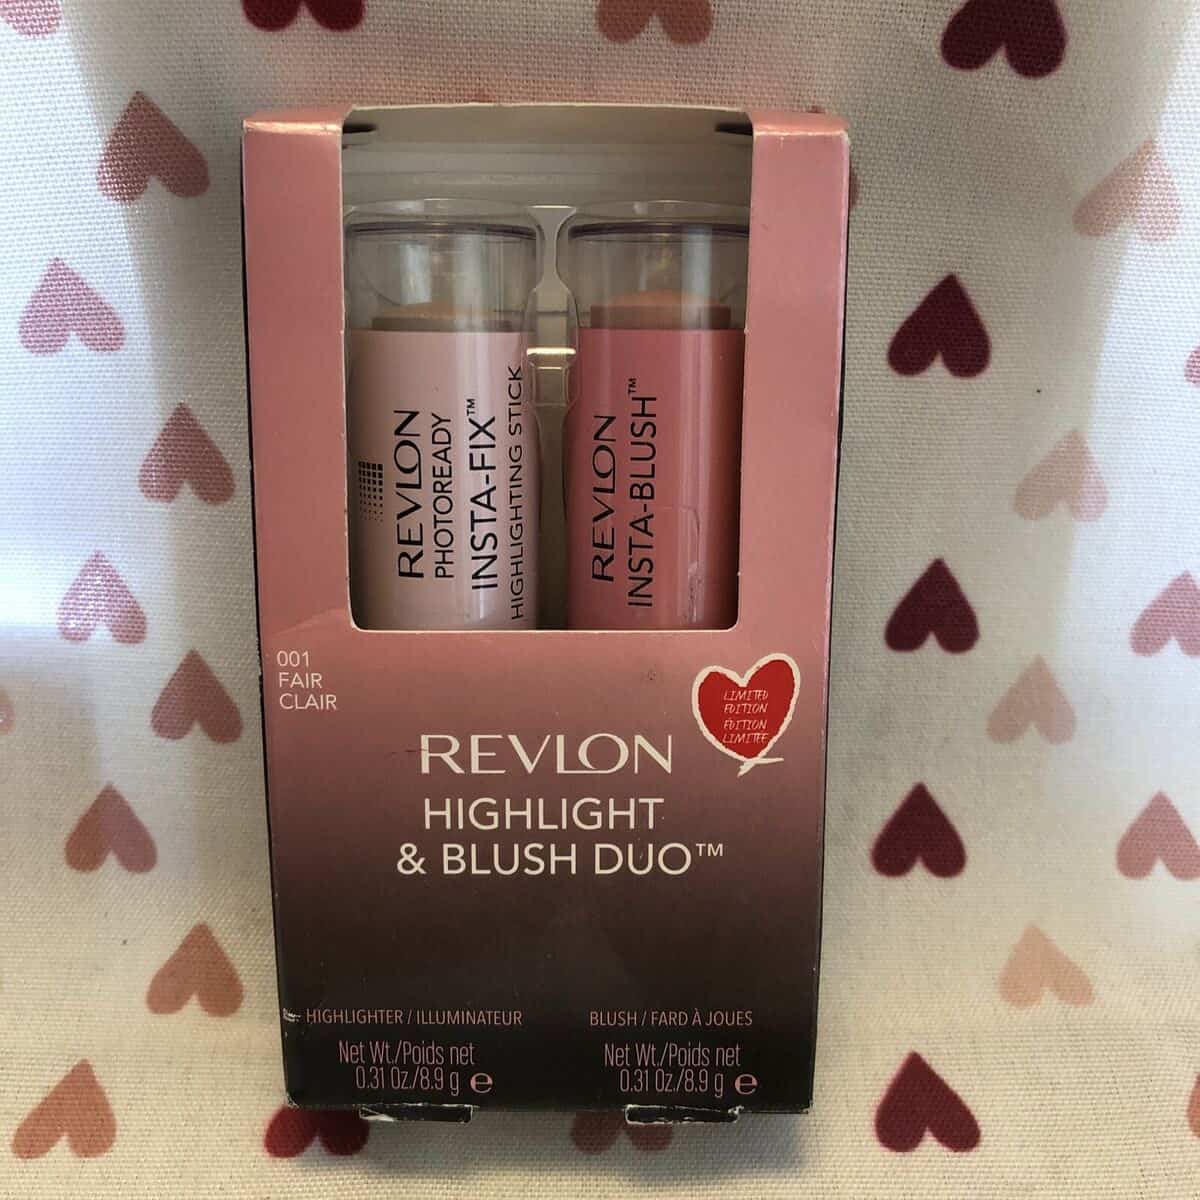 REVLON
PHOTOREADY
INSTA-FIX™
HIGHLIGHTING STICK
REVLON
INSTA-BLUSH™
001
FAIR
CLAIR
LIMITED
EDITION
ÉDITION
LIMITÉE
REVLON
HIGHLIGHT
& BLUSH DUO™
HIGHLIGHTER / ILLUMINATEUR
Net Wt./Poids net
0.31 Oz./8.9 g e
BLUSH / FARD À JOUES
Net Wt./Poids net
0.31 Oz./8.9 g e